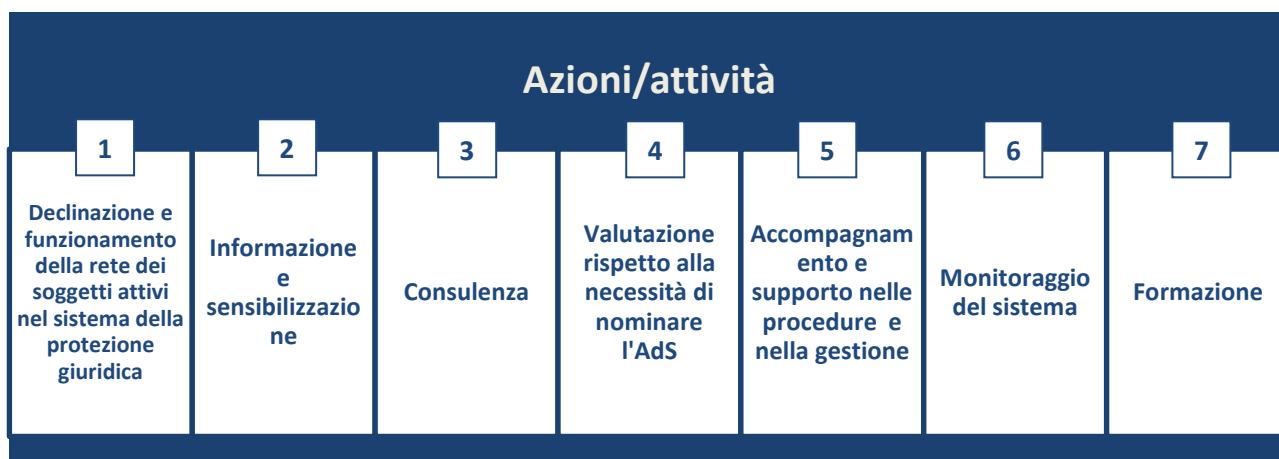 Azioni/attività
1
Declinazione e
funzionamento
della rete dei
soggetti attivi
nel sistema della
protezione
giuridica
2
Informazione
e
sensibilizzazio
ne
3
Consulenza
4
Valutazione
rispetto alla
necessità di
nominare
l'AdS
5
Accompagnam
ento e
supporto nelle
procedure e
nella gestione
6
Monitoraggio
del sistema
7
Formazione